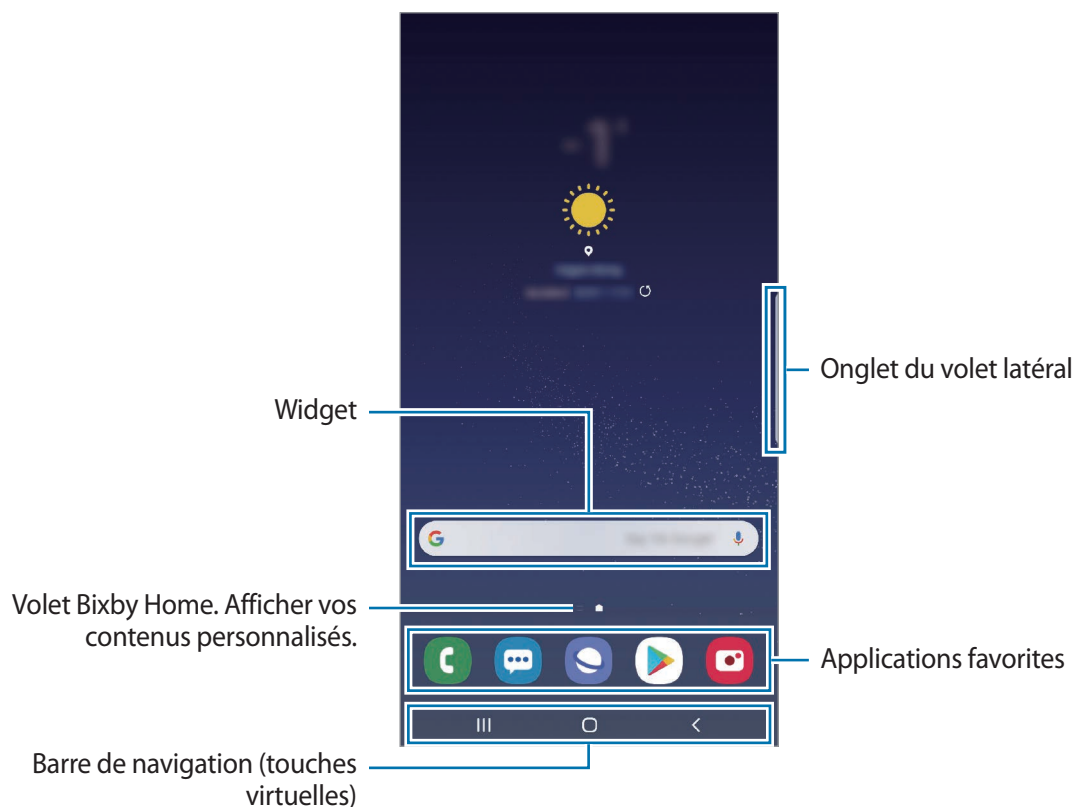 -1°
Onglet du volet latéral
Widget
Volet Bixby Home. Afficher vos
contenus personnalisés.
Applications favorites
Barre de navigation (touches
virtuelles)